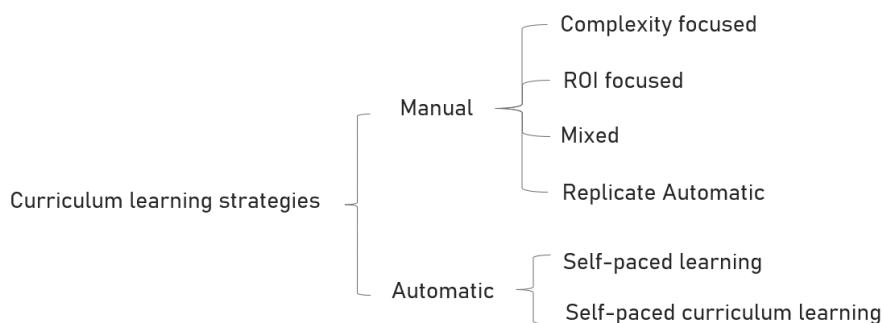 Complexity focused
ROI focused
Manual
Mixed
Replicate Automatic
Curriculum learning strategies
Self-paced learning
Automatic
Self-paced curriculum learning